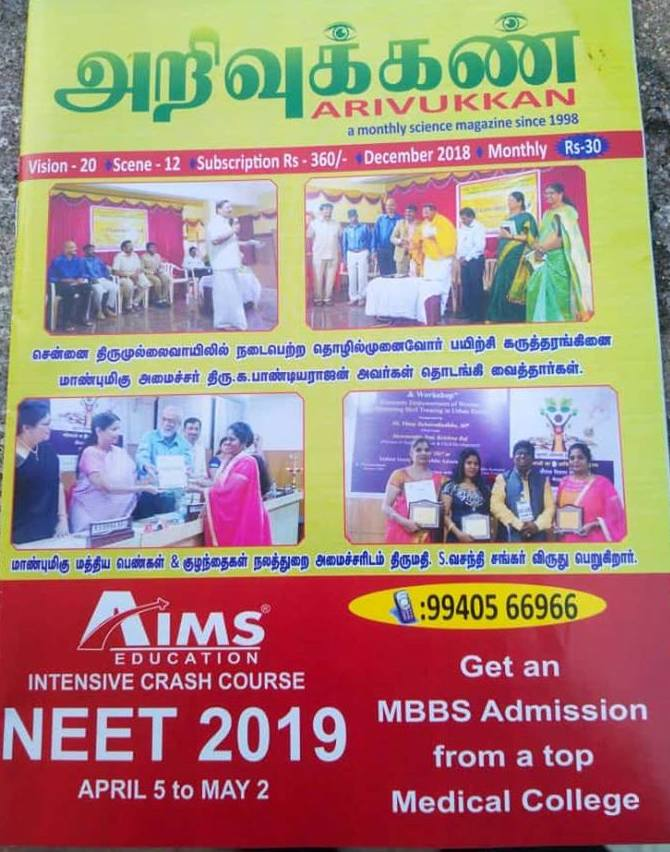 அறிவுக்கண்
ARIVUKKAN
a monthly science magazine since 1998
Vision - 20 ♦Scene - 12 ♦Subscription Rs - 360/- ♦December 2018 ♦ Monthly Rs-30
சென்னை திருமுல்லைவாயிலில் நடைபெற்ற தொழில்முனைவோர் பயிற்சி கருத்தரங்கினை
மாண்புமிகு அமைச்சர் திரு.க.பாண்டியராஜன் அவர்கள் தொடங்கி வைத்தார்கள்.
& Workshop"
மாண்புமிகு மத்திய பெண்கள் & குழந்தைகள் நலத்துறை அமைச்சரிடம் திருமதி. S.வசந்தி சங்கர் விருது பெறுகிறார்.
AIMS®
EDUCATION
INTENSIVE CRASH COURSE
NEET 2019
APRIL 5 to MAY 2
:99405 66966
Get an
MBBS Admission
from a top
Medical College